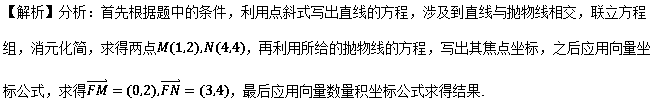 【解析】分析：首先根据题中的条件，利用点斜式写出直线的方程，涉及到直线与抛物线相交，联立方程
组，消元化简，求得两点M(1,2),N(4,4)，再利用所给的抛物线的方程，写出其焦点坐标，之后应用向量坐
标公式，求得\overrightarrow{FM}=(0,2),\overrightarrow{FN}=(3,4)，最后应用向量数量积坐标公式求得结果.